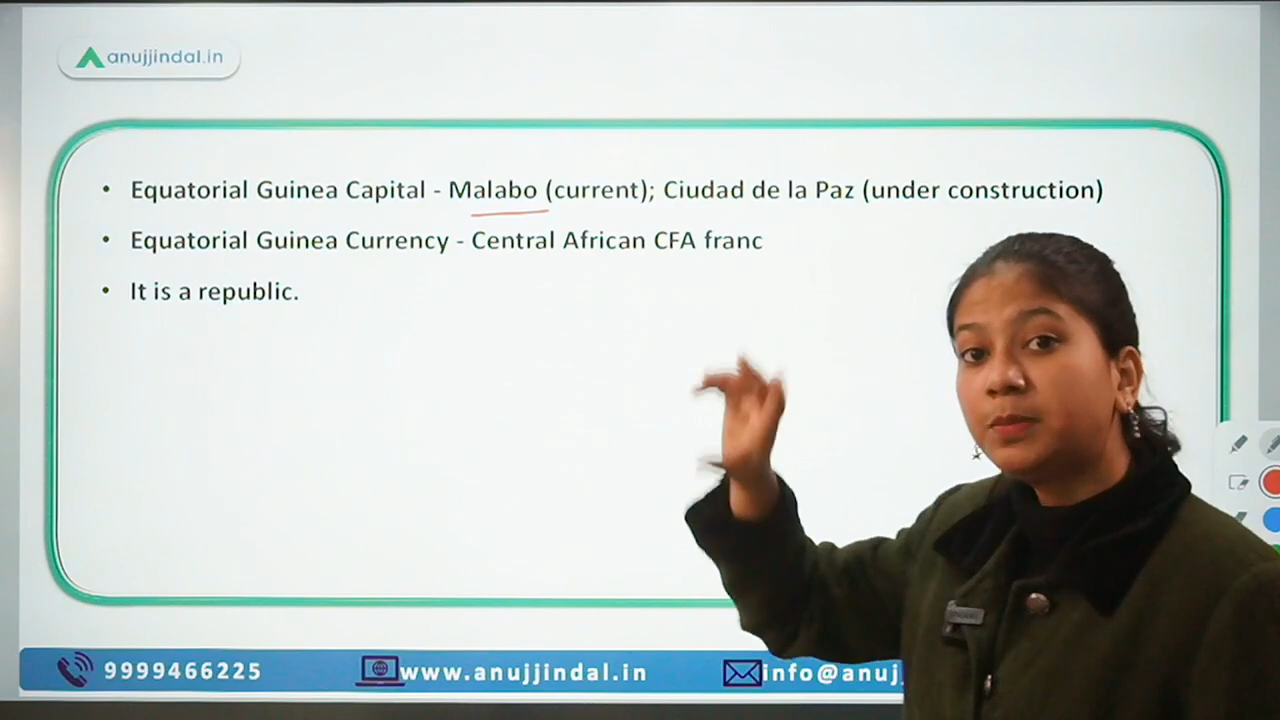 anujjindal.in
• Equatorial Guinea Capital - Malabo (current); Ciudad de la Paz (under construction)
• Equatorial Guinea Currency - Central African CFA franc
• It is a republic.
9999466225
www.anujjindal.in
info@anuj